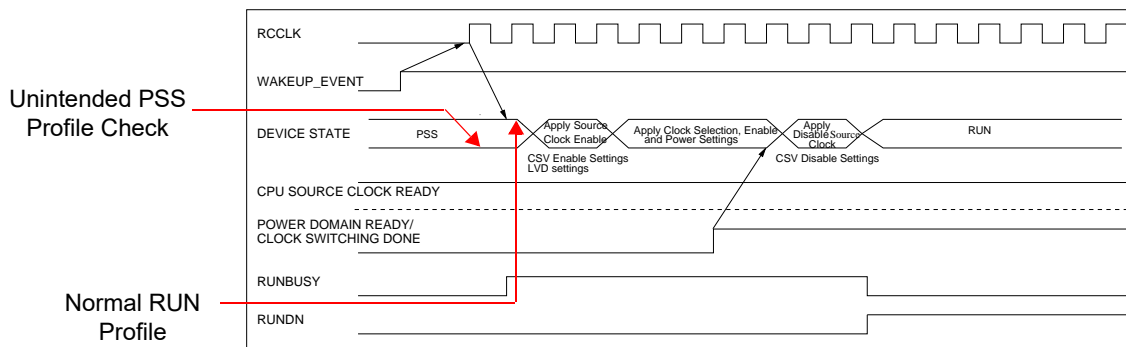 RCCLK
WAKEUP_EVENT
Unintended PSS
Profile Check
DEVICE STATE
PSS
Apply Source
Clock Enable
Apply Clock Selection, Enable
and Power Settings
Apply
Disable Source
Clock
RUN
CSV Enable Settings
LVD settings
CSV Disable Settings
CPU SOURCE CLOCK READY
POWER DOMAIN READY/
CLOCK SWITCHING DONE
RUNBUSY
Normal RUN
Profile
RUNDN